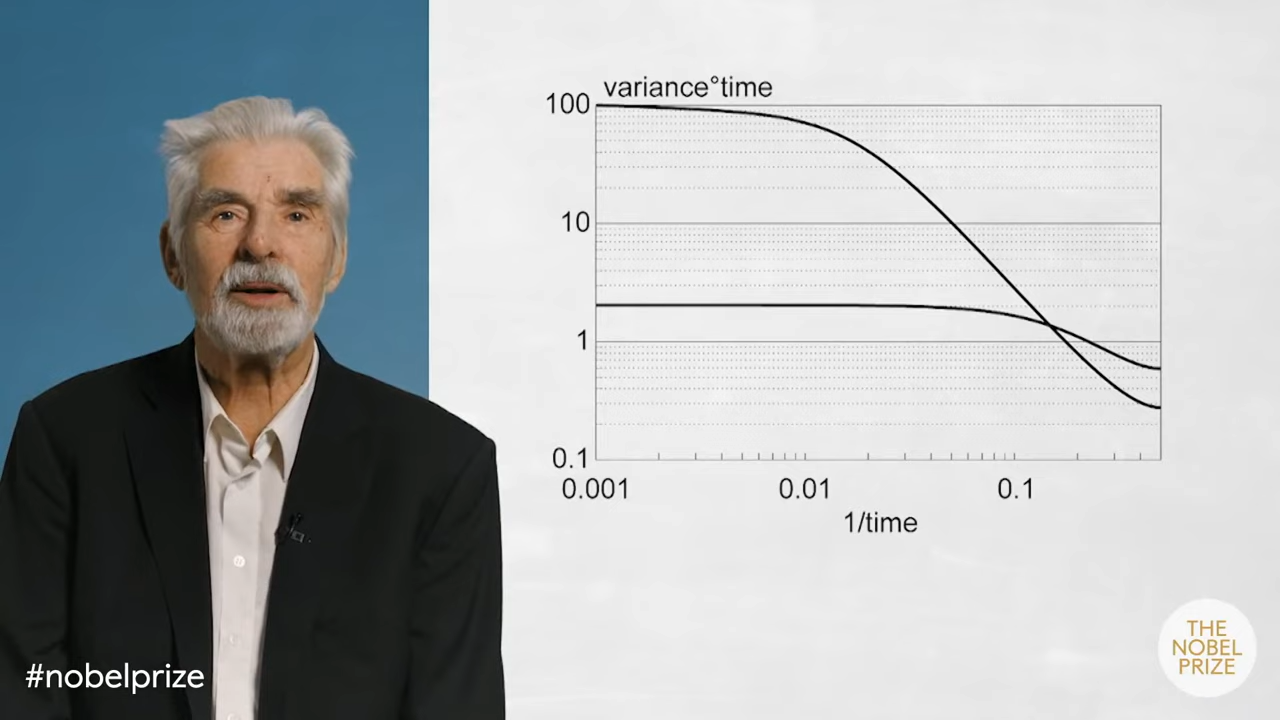 variance°time
100
10
1
0.1
0.001
0.01
0.1
1/time
#nobelprize
THE
NOBEL
PRIZE